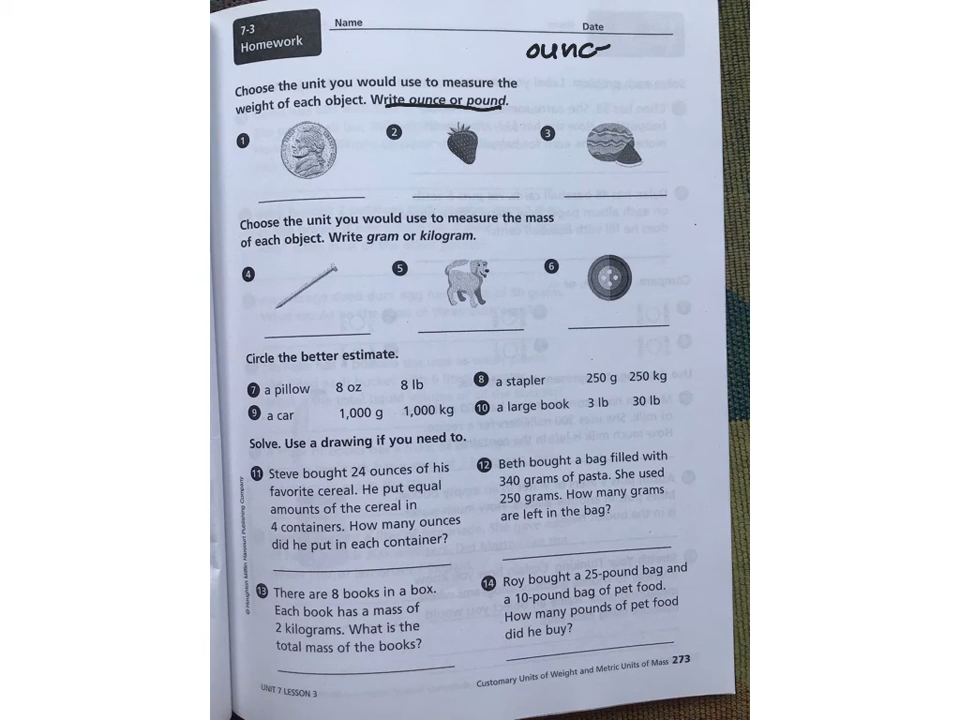 7-3
Homework
Name
Date
ounc
Choose the unit you would use to measure the
weight of each object. Write ounce or pound.
1
2
3
Choose the unit you would use to measure the mass
of each object. Write gram or kilogram.
4
5
6
Circle the better estimate.
7 a pillow 8 oz 8 lb
8 a stapler 250 g 250 kg
9 a car 1,000 g 1,000 kg
10 a large book 3 lb 30 lb
Solve. Use a drawing if you need to.
11 Steve bought 24 ounces of his
favorite cereal. He put equal
amounts of the cereal in
4 containers. How many ounces
did he put in each container?
12 Beth bought a bag filled with
340 grams of pasta. She used
250 grams. How many grams
are left in the bag?
13 There are 8 books in a box.
Each book has a mass of
2 kilograms. What is the
total mass of the books?
14 Roy bought a 25-pound bag and
a 10-pound bag of pet food.
How many pounds of pet food
did he buy?
© Houghton Mifflin Harcourt Publishing Company
UNIT 7 LESSON 3
Customary Units of Weight and Metric Units of Mass 273